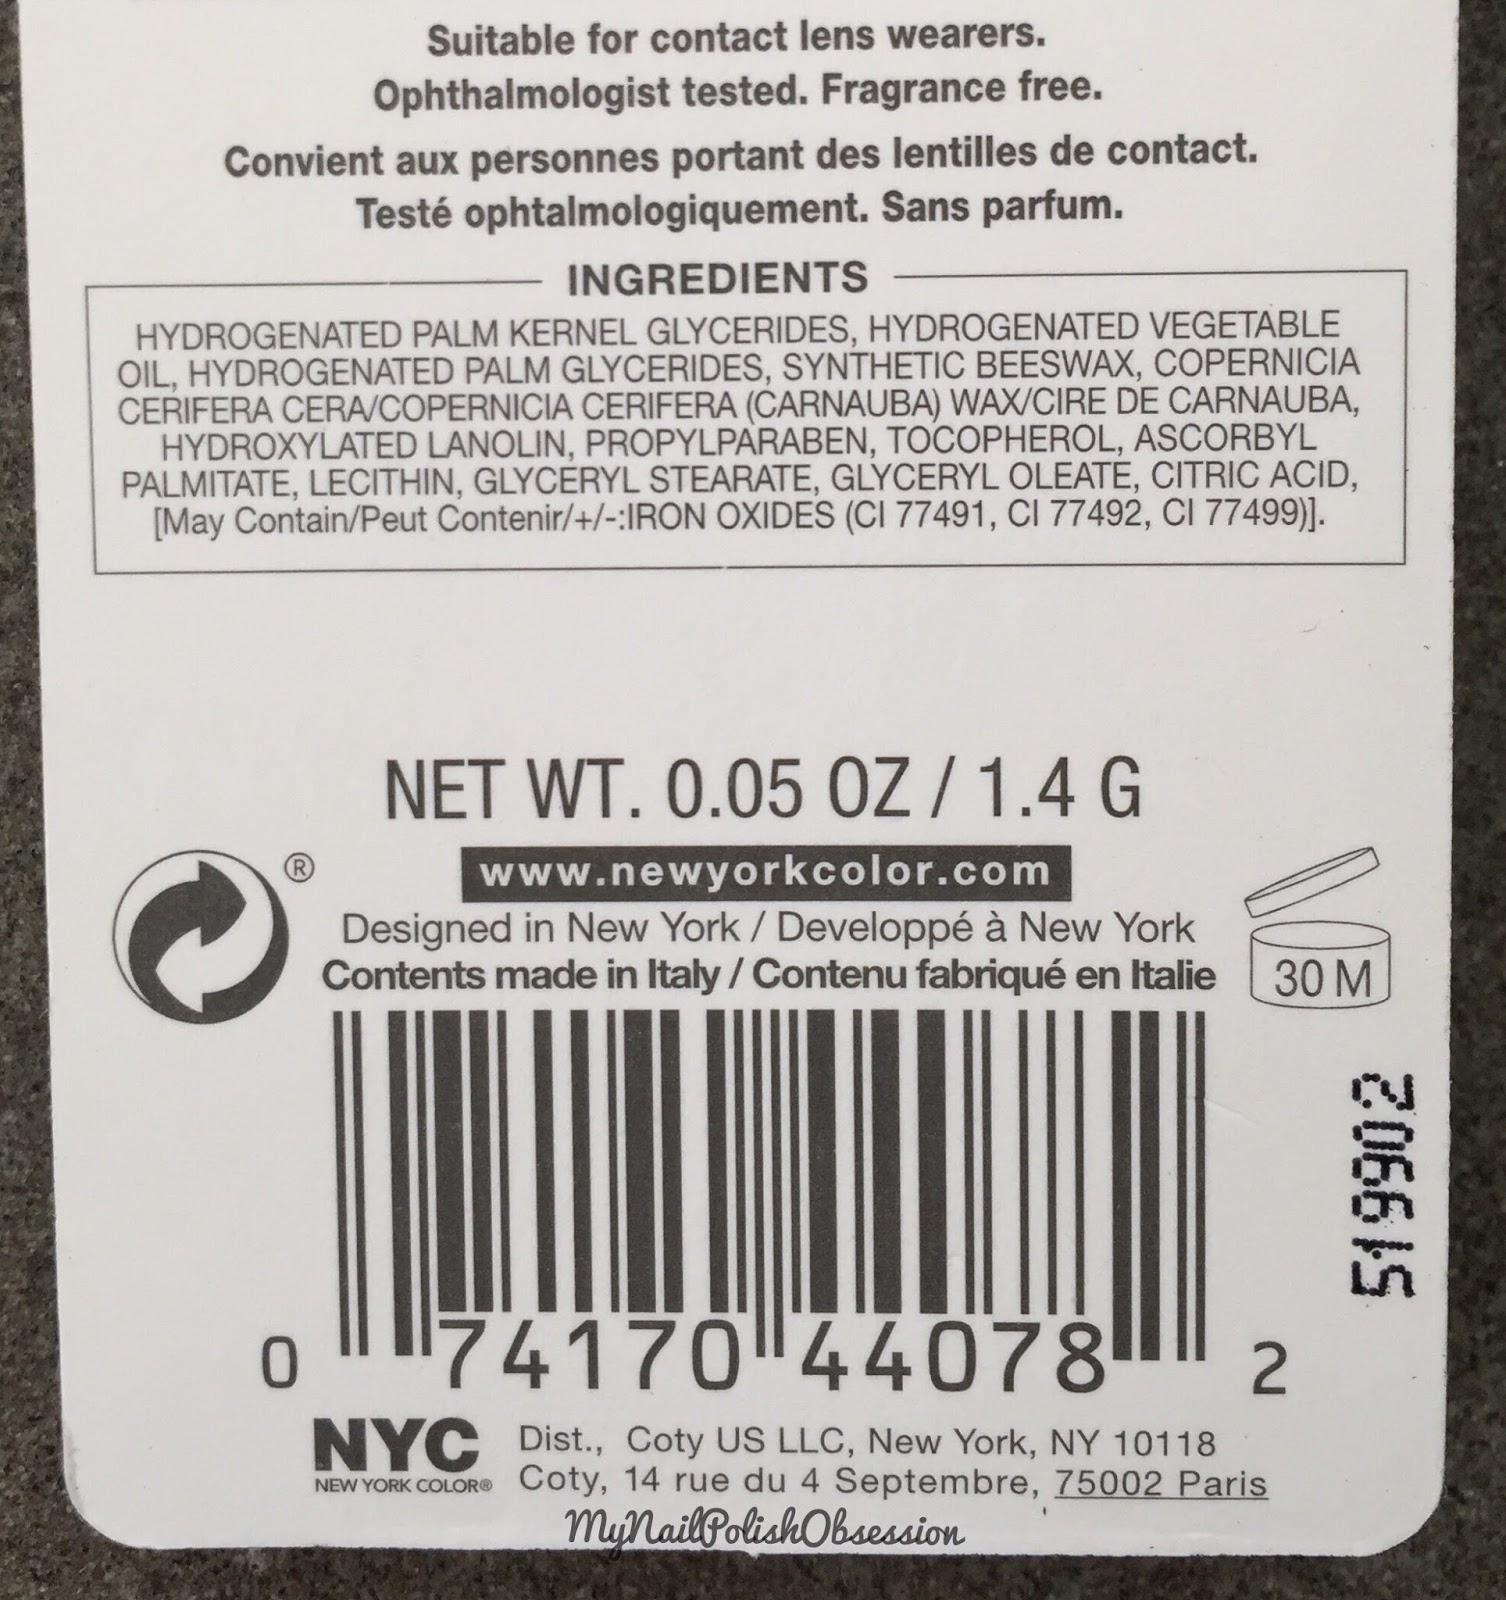 Suitable for contact lens wearers.
Ophthalmologist tested. Fragrance free.
Convient aux personnes portant des lentilles de contact.
Testé ophtalmologiquement. Sans parfum.
INGREDIENTS
HYDROGENATED PALM KERNEL GLYCERIDES, HYDROGENATED VEGETABLE
OIL, HYDROGENATED PALM GLYCERIDES, SYNTHETIC BEESWAX, COPERNICIA
CERIFERA CERA/COPERNICIA CERIFERA (CARNAUBA) WAX/CIRE DE CARNAUBA,
HYDROXYLATED LANOLIN, PROPYLPARABEN, TOCOPHEROL, ASCORBYL
PALMITATE, LECITHIN, GLYCERYL STEARATE, GLYCERYL OLEATE, CITRIC ACID,
[May Contain/Peut Contenir/+/-:IRON OXIDES (CI 77491, CI 77492, CI 77499)].
NET WT. 0.05 OZ / 1.4 G
®
www.newyorkcolor.com
Designed in New York / Developpé à New York
Contents made in Italy / Contenu fabriqué en Italie
30 M
0 74170 44078 2
NYC
NEW YORK COLOR®
Dist., Coty US LLC, New York, NY 10118
Coty, 14 rue du 4 Septembre, 75002 Paris
MyNailPolishObsession